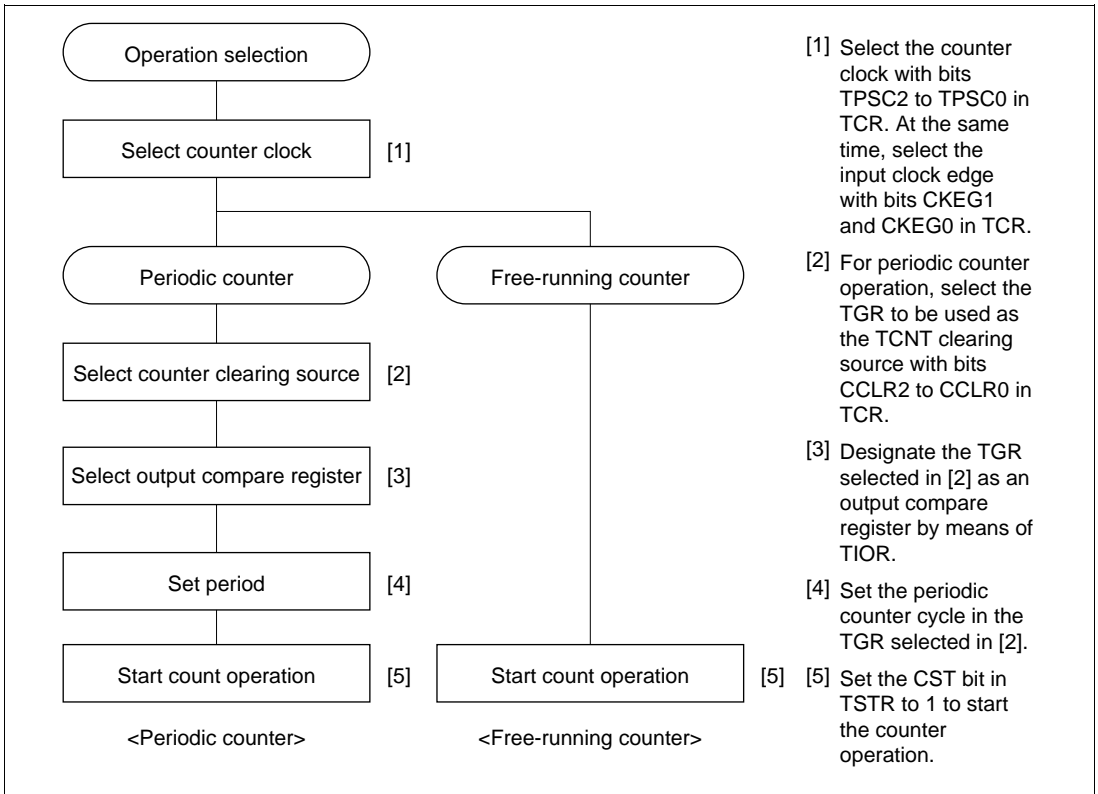 Operation selection
Select counter clock
[1]
Periodic counter
Free-running counter
Select counter clearing source
[2]
Select output compare register
[3]
Set period
[4]
Start count operation
[5]
Start count operation
[5]
<Periodic counter>
<Free-running counter>
[1] Select the counter
clock with bits
TPSC2 to TPSC0 in
TCR. At the same
time, select the
input clock edge
with bits CKEG1
and CKEG0 in TCR.
[2] For periodic counter
operation, select the
TGR to be used as
the TCNT clearing
source with bits
CCLR2 to CCLR0 in
TCR.
[3] Designate the TGR
selected in [2] as an
output compare
register by means of
TIOR.
[4] Set the periodic
counter cycle in the
TGR selected in [2].
[5] Set the CST bit in
TSTR to 1 to start
the counter
operation.